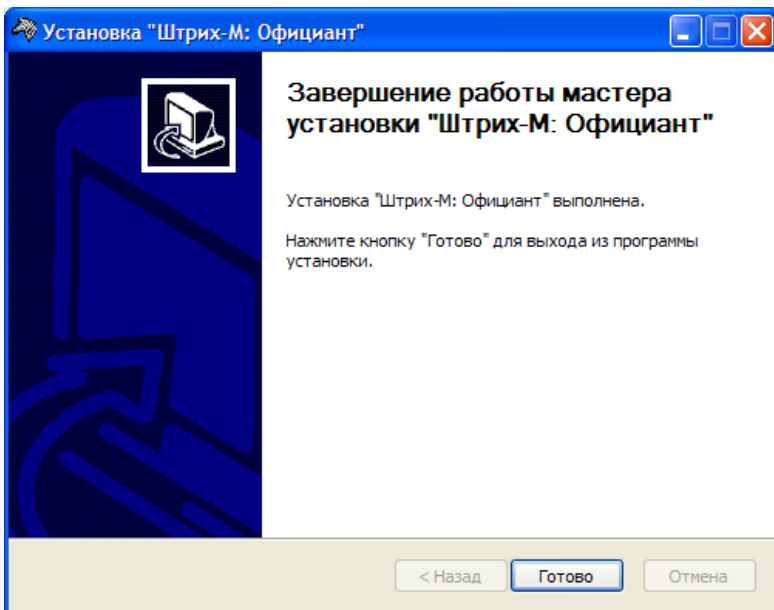 Установка "Штрих-М: Официант"
Завершение работы мастера
установки "Штрих-М: Официант"
Установка "Штрих-М: Официант" выполнена.
Нажмите кнопку "Готово" для выхода из программы
установки.
< Назад Готово Отмена